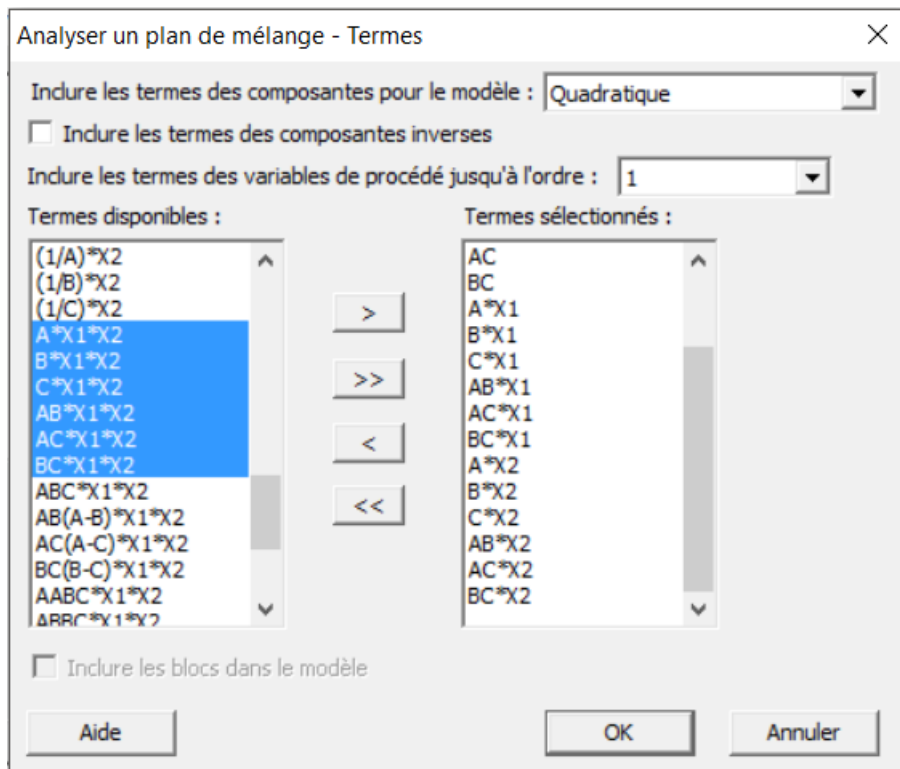 Analyser un plan de mélange - Termes
Inclure les termes des composantes pour le modèle : Quadratique
Inclure les termes des composantes inverses
Inclure les termes des variables de procédé jusqu'à l'ordre : 1
Termes disponibles :
(1/A)*X2
(1/B)*X2
(1/C)*X2
A*X1*X2
B*X1*X2
C*X1*X2
AB*X1*X2
AC*X1*X2
BC*X1*X2
ABC*X1*X2
AB(A-B)*X1*X2
AC(A-C)*X1*X2
BC(B-C)*X1*X2
AABC*X1*X2
ABBC*X1*X2
>
>>
<
<<
Termes sélectionnés :
AC
BC
A*X1
B*X1
C*X1
AB*X1
AC*X1
BC*X1
A*X2
B*X2
C*X2
AB*X2
AC*X2
BC*X2
Inclure les blocs dans le modèle
Aide
OK
Annuler